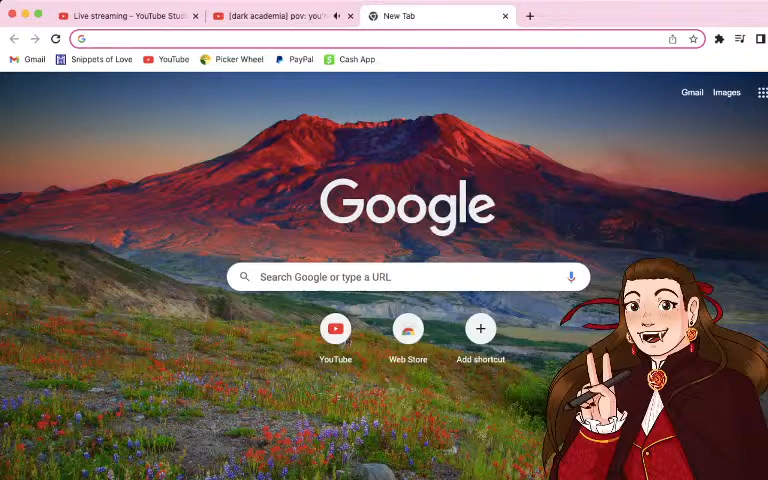 Live streaming - YouTube Stud
[dark academia] pov: you'r
New Tab
Gmail
Snippets of Love
YouTube
Picker Wheel
PayPal
Cash App
Gmail
Images
Google
Search Google or type a URL
YouTube
Web Store
Add shortcut